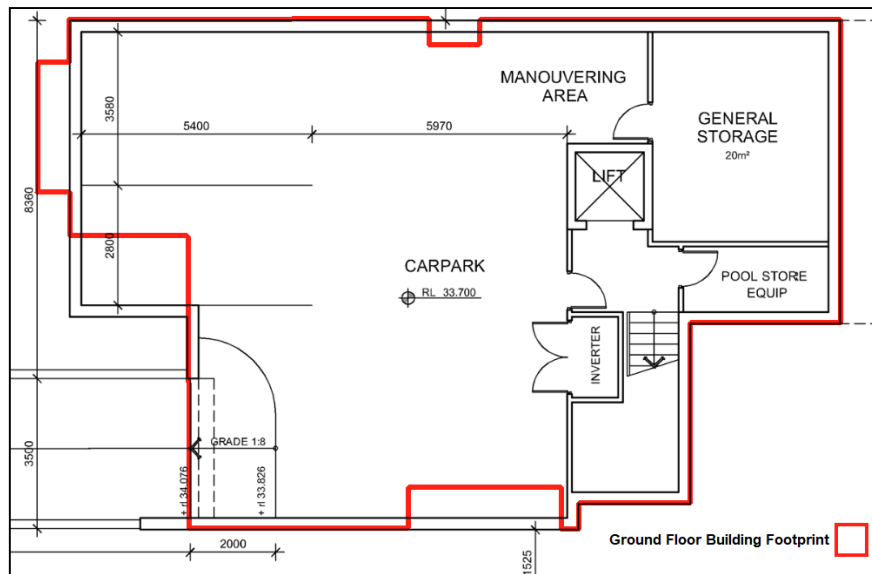 MANOUVERING
AREA
GENERAL
STORAGE
20m²
3580
5400
5970
LIFT
8360
2800
CARPARK
RL 33.700
POOL STORE
EQUIP
INVERTER
GRADE 1:8
3500
+ rl 34.076
+ rl 33.826
2000
1525
Ground Floor Building Footprint